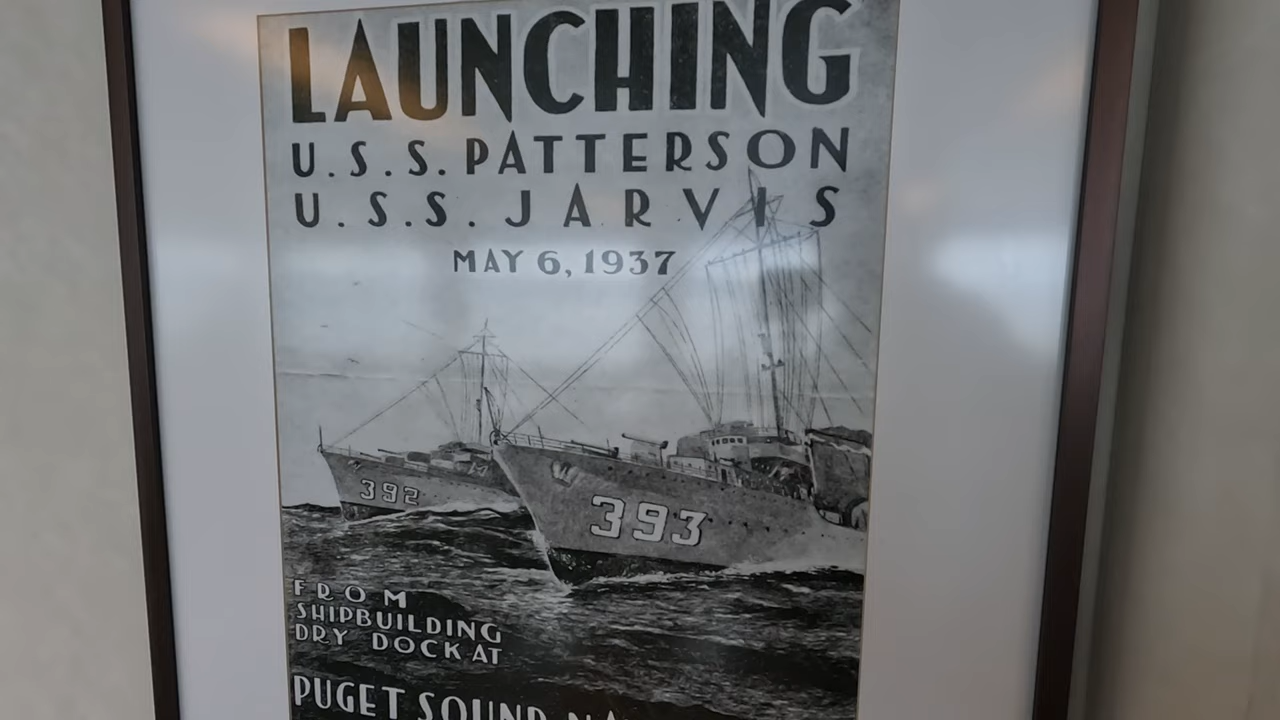 LAUNCHING
U.S.S. PATTERSON
U.S.S. JARVIS
MAY 6, 1937
392
393
FROM
SHIPBUILDING
DRY DOCK AT
PUGET SOUND